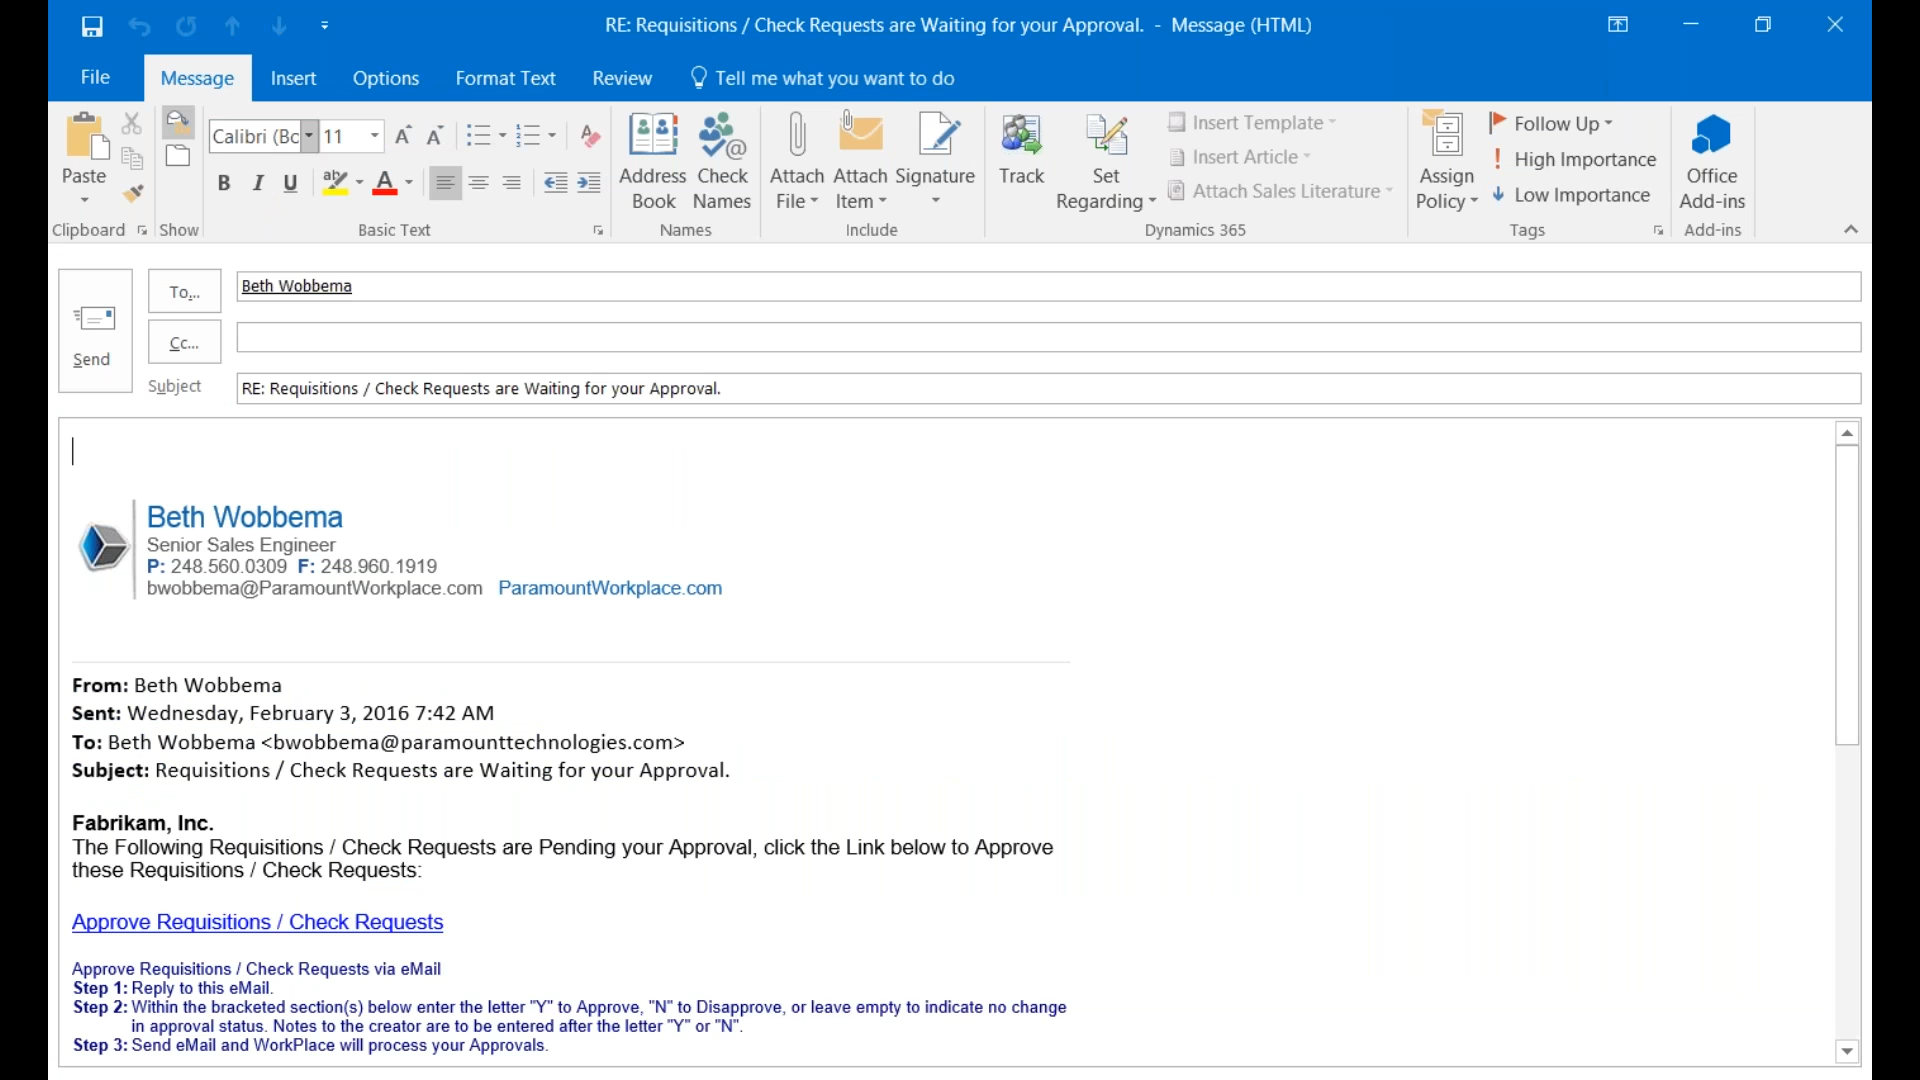 RE: Requisitions / Check Requests are Waiting for your Approval. - Message (HTML)
File Message Insert Options Format Text Review Tell me what you want to do
Paste
Clipboard
Show
Calibri (Bc 11
B I U
Basic Text
Address Book
Check Names
Names
Attach File
Attach Item
Signature
Include
Track
Set Regarding
Insert Template
Insert Article
Attach Sales Literature
Dynamics 365
Assign Policy
Follow Up
High Importance
Low Importance
Tags
Office Add-ins
Add-ins
Send
To...
Beth Wobbema
Cc...
Subject
RE: Requisitions / Check Requests are Waiting for your Approval.
Beth Wobbema
Senior Sales Engineer
P: 248.560.0309 F: 248.960.1919
bwobbema@ParamountWorkplace.com ParamountWorkplace.com
From: Beth Wobbema
Sent: Wednesday, February 3, 2016 7:42 AM
To: Beth Wobbema <bwobbema@paramounttechnologies.com>
Subject: Requisitions / Check Requests are Waiting for your Approval.
Fabrikam, Inc.
The Following Requisitions / Check Requests are Pending your Approval, click the Link below to Approve
these Requisitions / Check Requests:
Approve Requisitions / Check Requests
Approve Requisitions / Check Requests via eMail
Step 1: Reply to this eMail.
Step 2: Within the bracketed section(s) below enter the letter "Y" to Approve, "N" to Disapprove, or leave empty to indicate no change
in approval status. Notes to the creator are to be entered after the letter "Y" or "N".
Step 3: Send eMail and WorkPlace will process your Approvals.